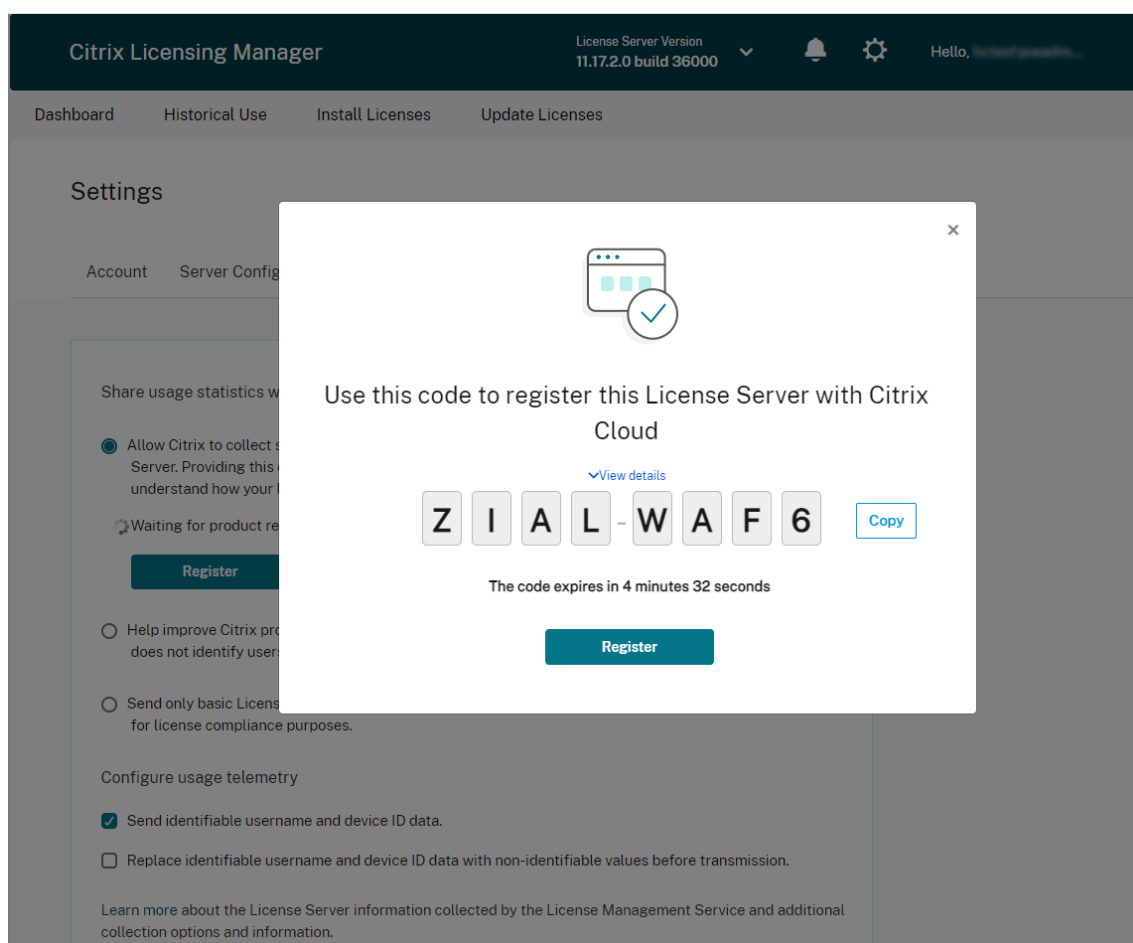 Citrix Licensing Manager
License Server Version
11.17.2.0 build 36000
Hello,
Dashboard Historical Use Install Licenses Update Licenses
Settings
×
Account Server Config
Use this code to register this License Server with Citrix
Cloud
View details
ZIAL-WAF6
Copy
The code expires in 4 minutes 32 seconds
Register
Share usage statistics w
Allow Citrix to collect s
Server. Providing this
understand how your
Waiting for product re
Register
Help improve Citrix pro
does not identify user
Send only basic Licens
for license compliance purposes.
Configure usage telemetry
Send identifiable username and device ID data.
Replace identifiable username and device ID data with non-identifiable values before transmission.
Learn more about the License Server information collected by the License Management Service and additional
collection options and information.